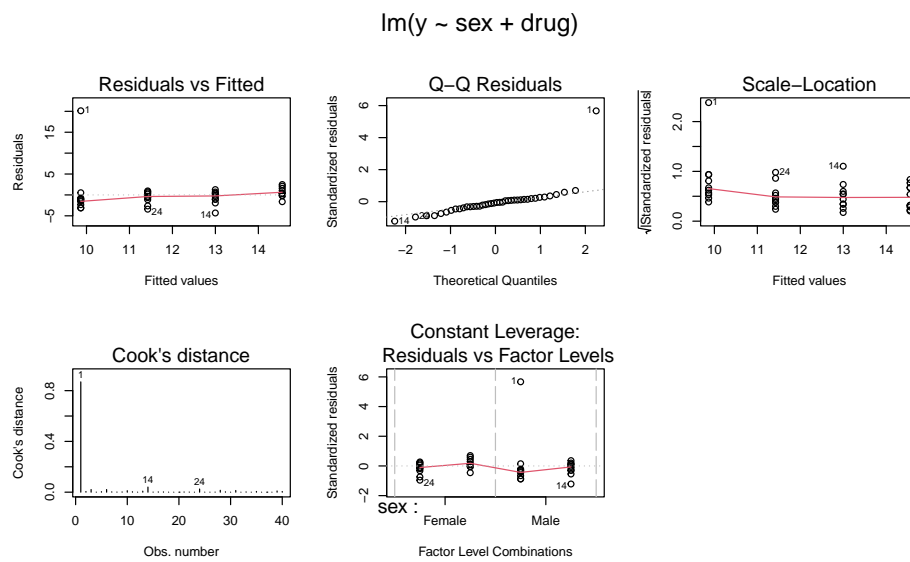 lm(y ~ sex + drug)
Residuals vs Fitted
Residuals
15
5
−5
1
24
14
10 11 12 13 14
Fitted values
Q−Q Residuals
Standardized residuals
6
4
2
0
1
14
24
−2 −1 0 1 2
Theoretical Quantiles
Scale−Location
√|Standardized residuals|
2.0
1.0
0.0
1
24
14
10 11 12 13 14
Fitted values
Cook's distance
Cook's distance
0.8
0.4
0.0
1
14
24
0 10 20 30 40
Obs. number
Constant Leverage:
Residuals vs Factor Levels
Standardized residuals
6
4
2
0
−2
1
24
14
sex :
Female Male
Factor Level Combinations